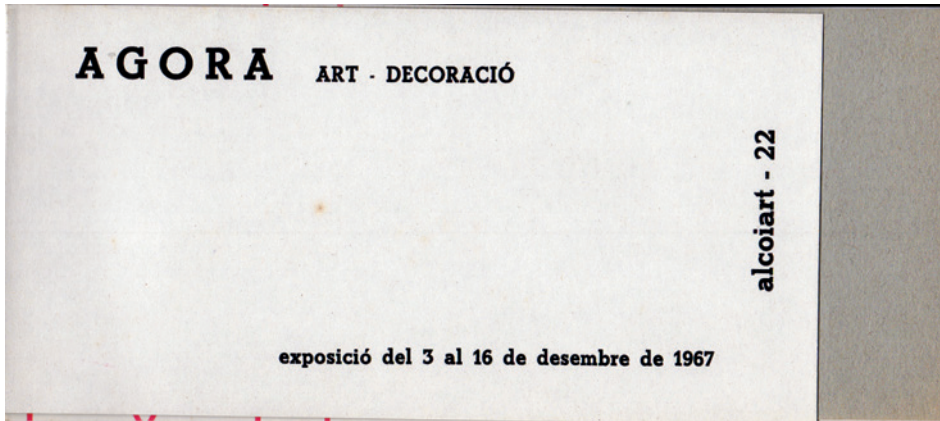 AGORA ART - DECORACIÓ
alcoiart - 22
exposició del 3 al 16 de desembre de 1967